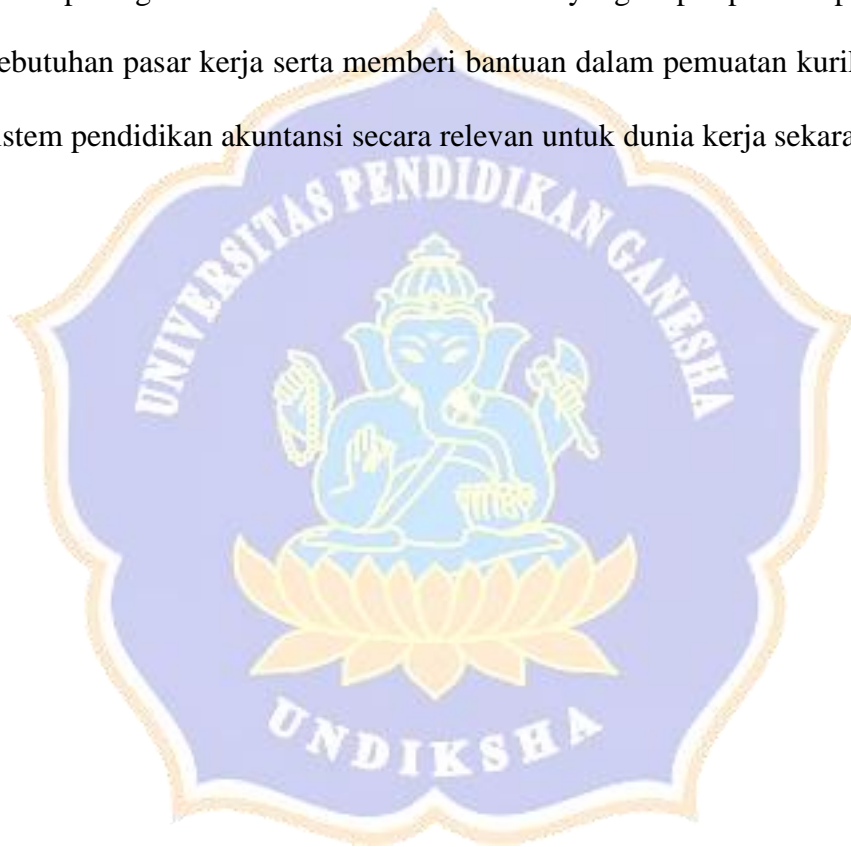 ebutuhan pasar kerja serta memberi bantuan dalam pemuatan kuril
istem pendidikan akuntansi secara relevan untuk dunia kerja sekara
UNIVERSITAS PENDIDIKAN GANESHA
UNDIKSHA